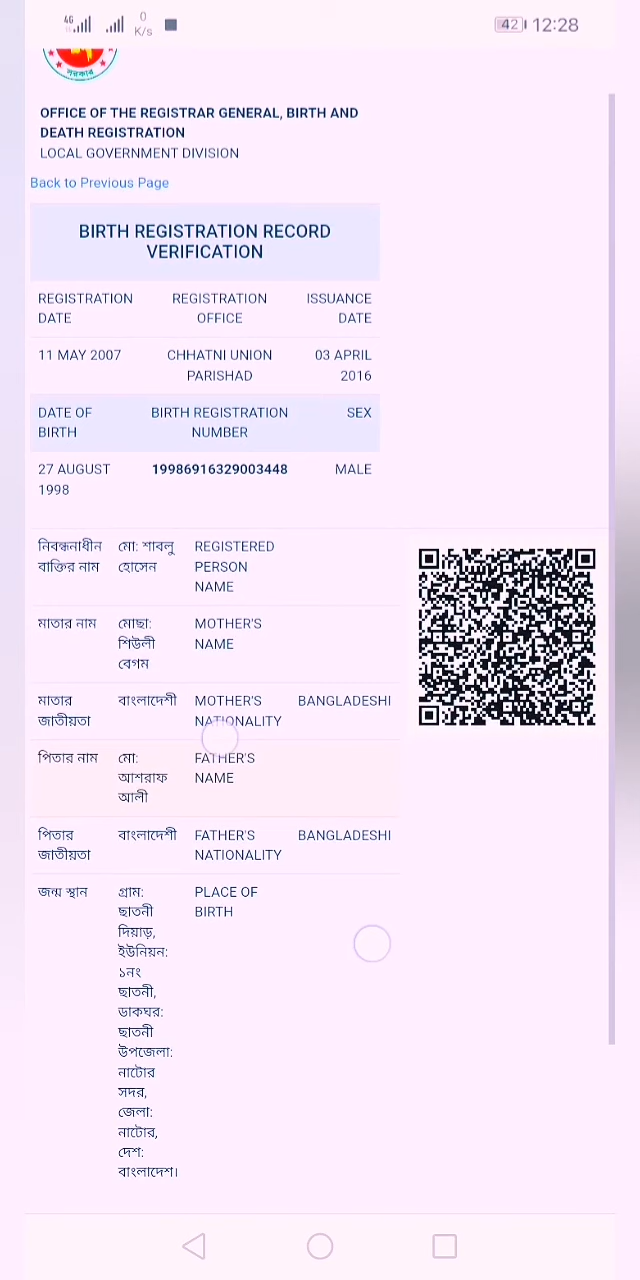 4G 0 K/s 42 12:28
সরকার
OFFICE OF THE REGISTRAR GENERAL, BIRTH AND
DEATH REGISTRATION
LOCAL GOVERNMENT DIVISION
Back to Previous Page
BIRTH REGISTRATION RECORD
VERIFICATION
REGISTRATION DATE REGISTRATION OFFICE ISSUANCE DATE
11 MAY 2007 CHHATNI UNION PARISHAD 03 APRIL 2016
DATE OF BIRTH BIRTH REGISTRATION NUMBER SEX
27 AUGUST 1998 19986916329003448 MALE
নিবন্ধনাধীন মো: শাবলু REGISTERED
বাক্তির নাম হোসেন PERSON
NAME
মাতার নাম মোছা: MOTHER'S
শিউলী NAME
বেগম
মাতার বাংলাদেশী MOTHER'S BANGLADESHI
জাতীয়তা NATIONALITY
পিতার নাম মো: FATHER'S
আশরাফ NAME
আলী
পিতার বাংলাদেশী FATHER'S BANGLADESHI
জাতীয়তা NATIONALITY
জন্ম স্থান গ্রাম: PLACE OF
ছাতনী BIRTH
দিয়াড়,
ইউনিয়ন:
১নং
ছাতনী,
ডাকঘর:
ছাতনী
উপজেলা:
নাটোর
সদর,
জেলা:
নাটোর,
দেশ:
বাংলাদেশ।